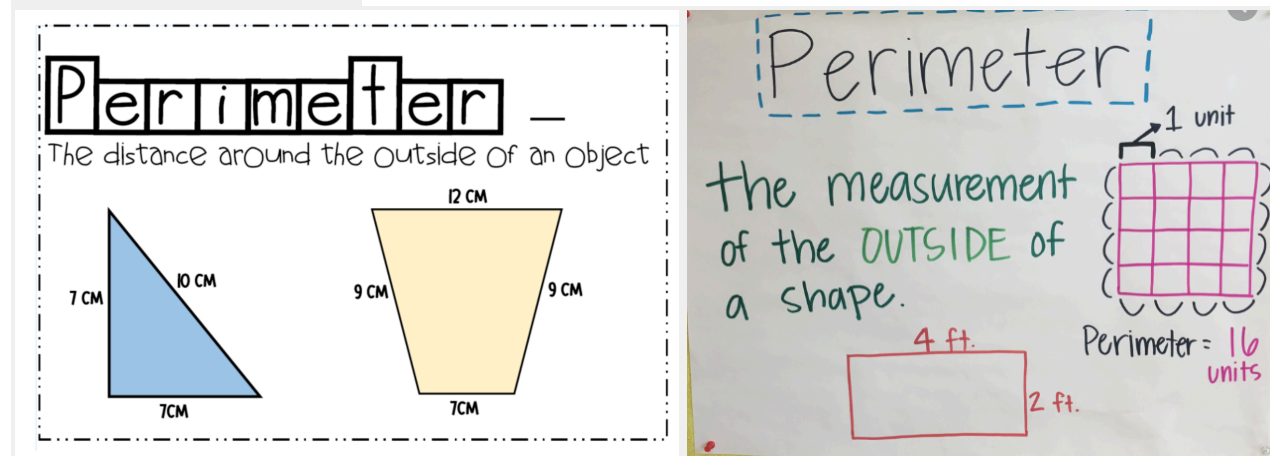 Perimeter _
The distance around the outside of an object
12 CM
7 CM
10 CM
9 CM
9 CM
7CM
7CM
Perimeter
1 unit
the measurement
of the OUTSIDE of
a shape.
4 ft.
2 ft.
Perimeter = 16
units